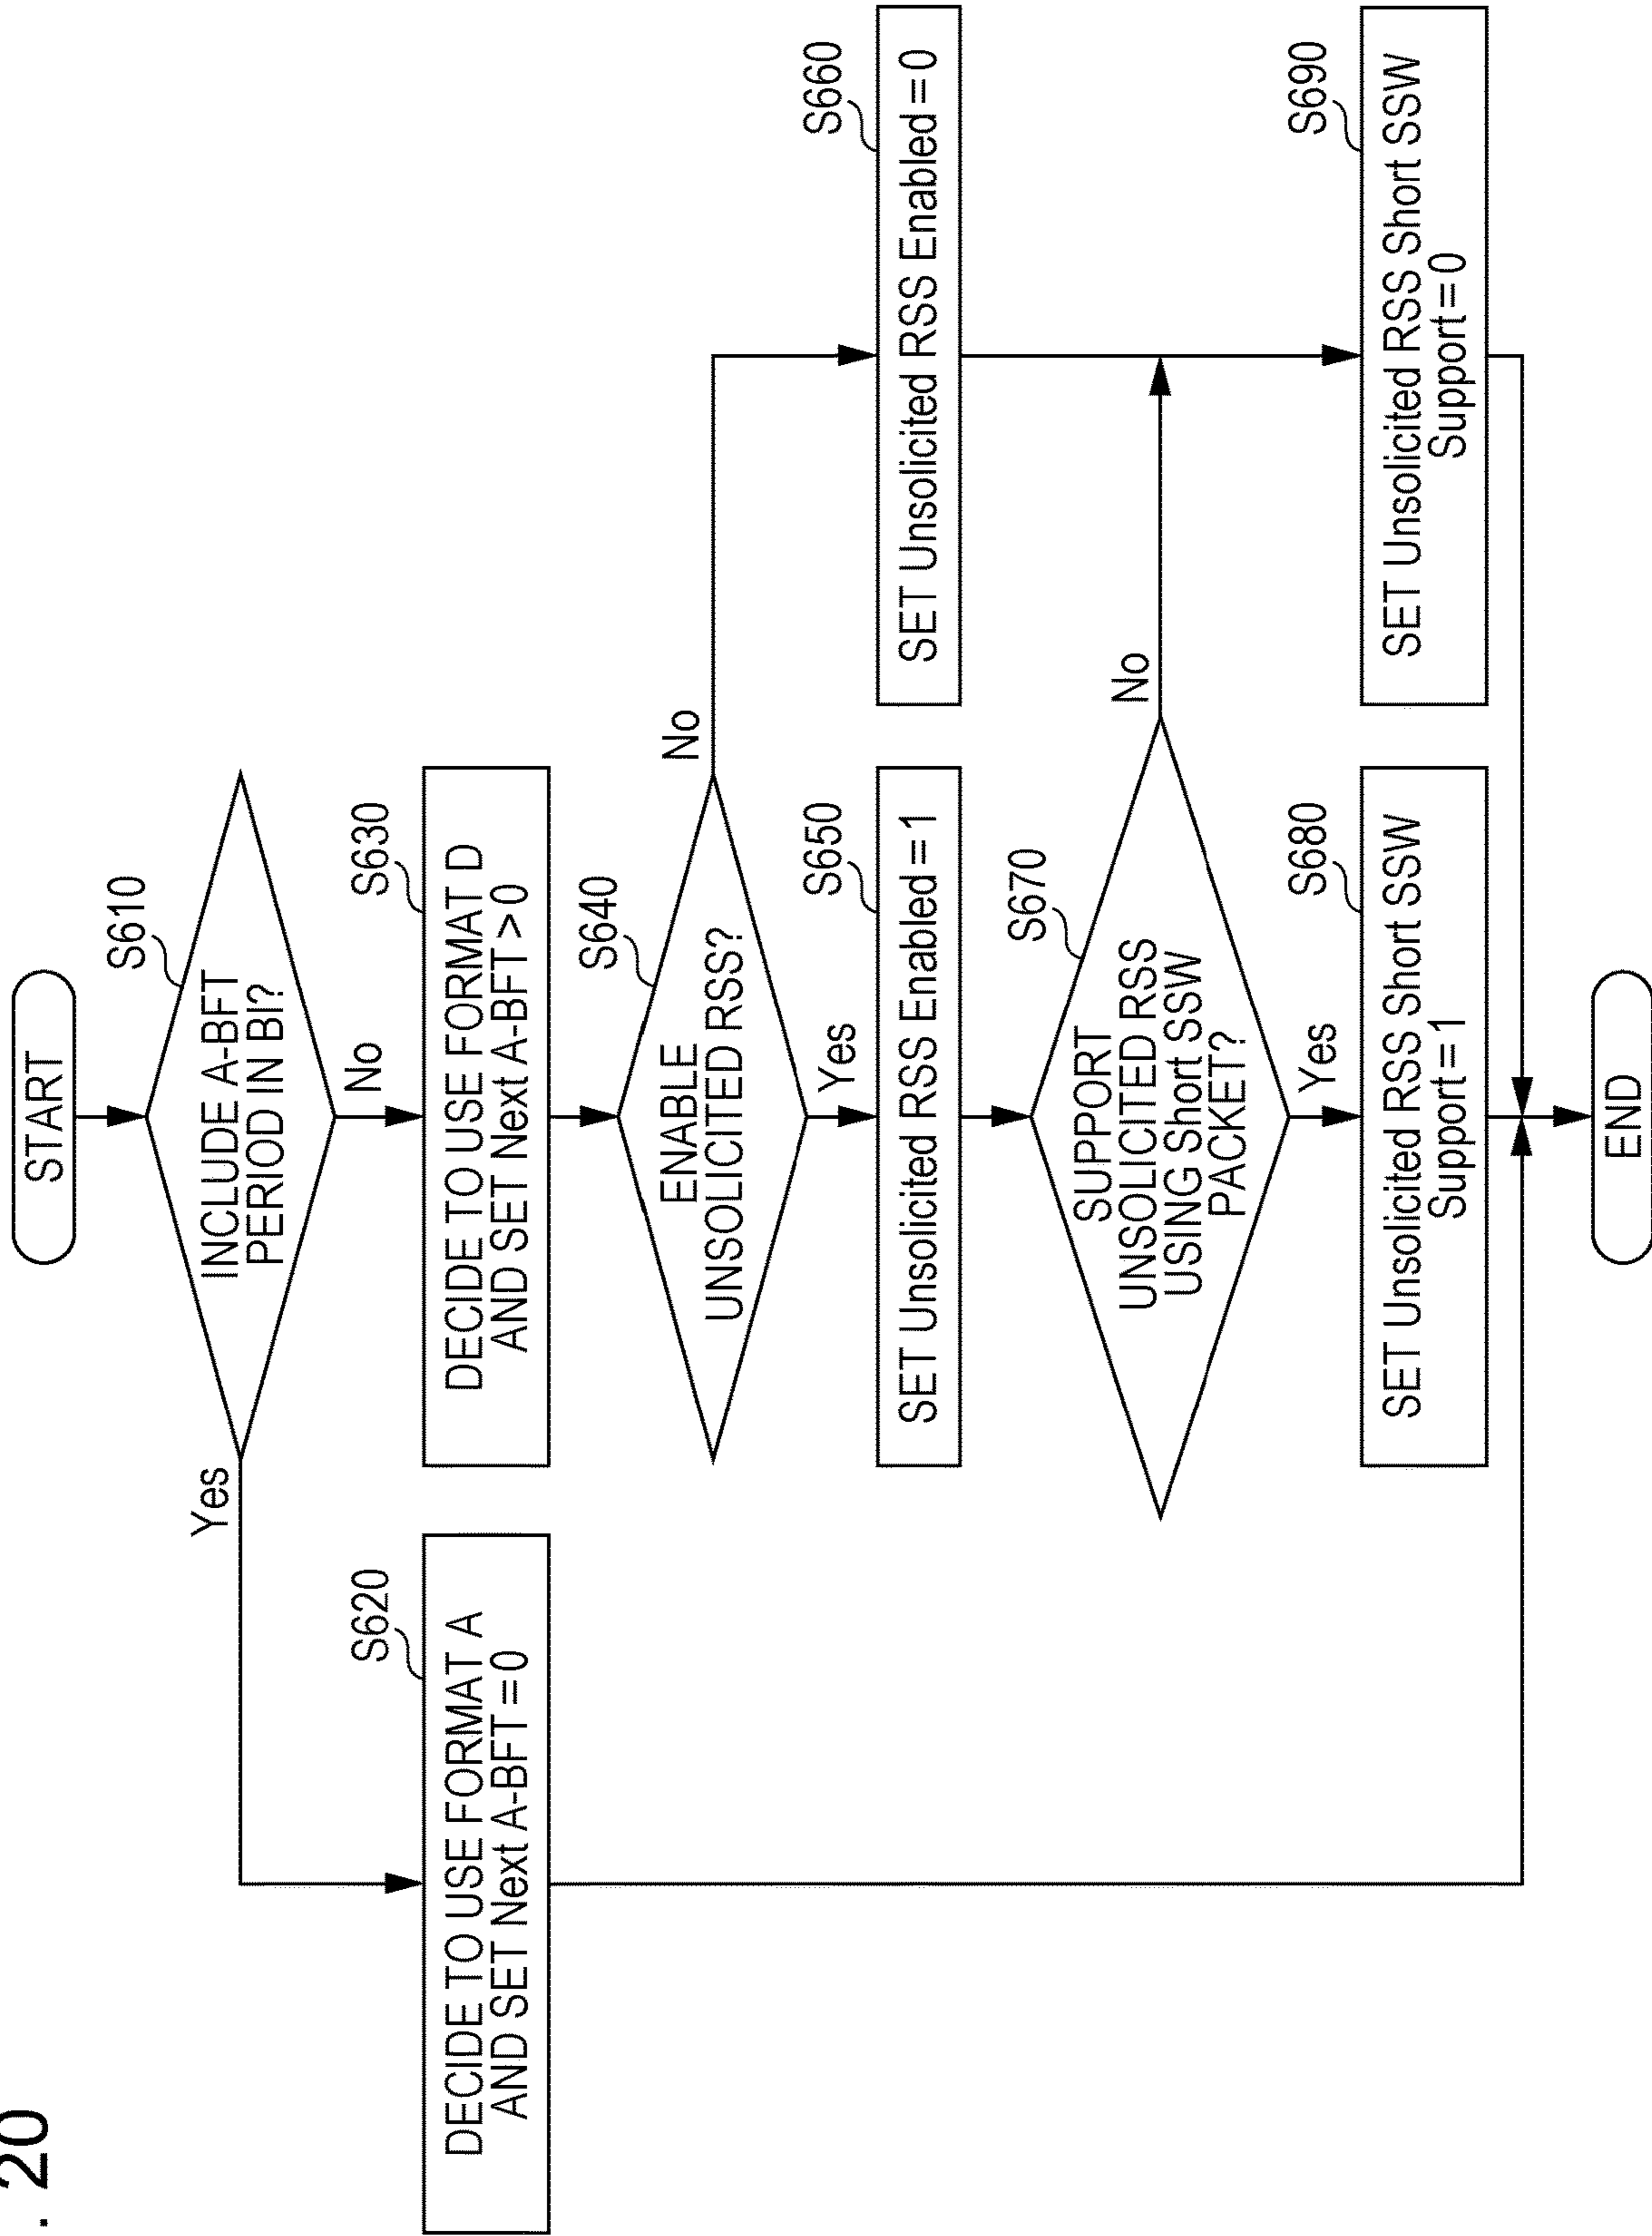 . 20
START
S610
INCLUDE A-BFT
PERIOD IN BI?
Yes
No
S620
DECIDE TO USE FORMAT A
AND SET Next A-BFT = 0
S630
DECIDE TO USE FORMAT D
AND SET Next A-BFT > 0
S640
ENABLE
UNSOLICITED RSS?
No
Yes
S650
SET Unsolicited RSS Enabled = 1
S660
SET Unsolicited RSS Enabled = 0
S670
SUPPORT
UNSOLICITED RSS
USING Short SSW
PACKET?
No
Yes
S680
SET Unsolicited RSS Short SSW
Support = 1
S690
SET Unsolicited RSS Short SSW
Support = 0
END